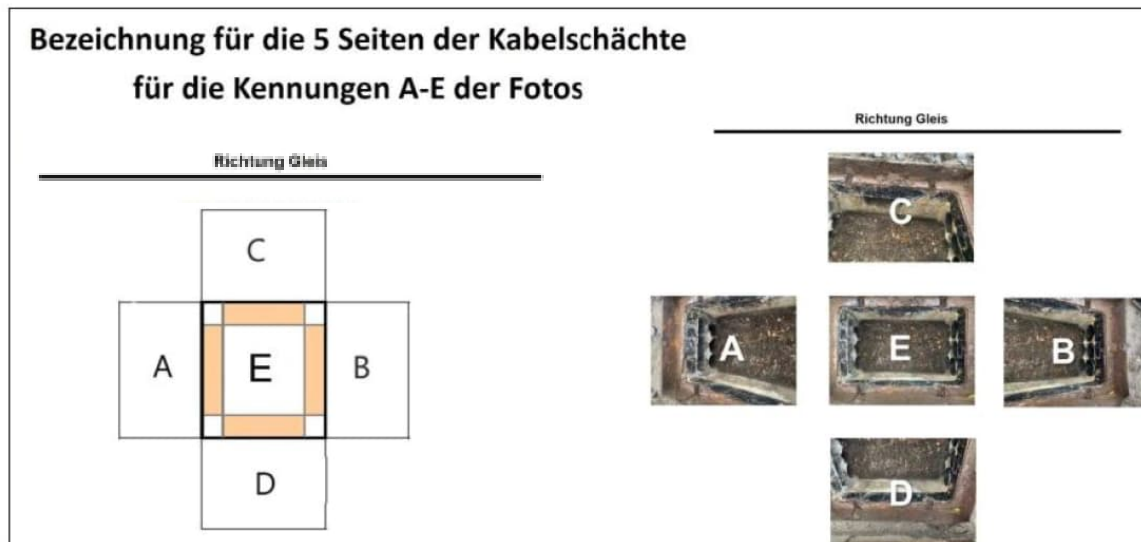 Bezeichnung für die 5 Seiten der Kabelschächte
für die Kennungen A-E der Fotos
Richtung Gleis
C
A
E
B
D
Richtung Gleis
C
A
E
B
D